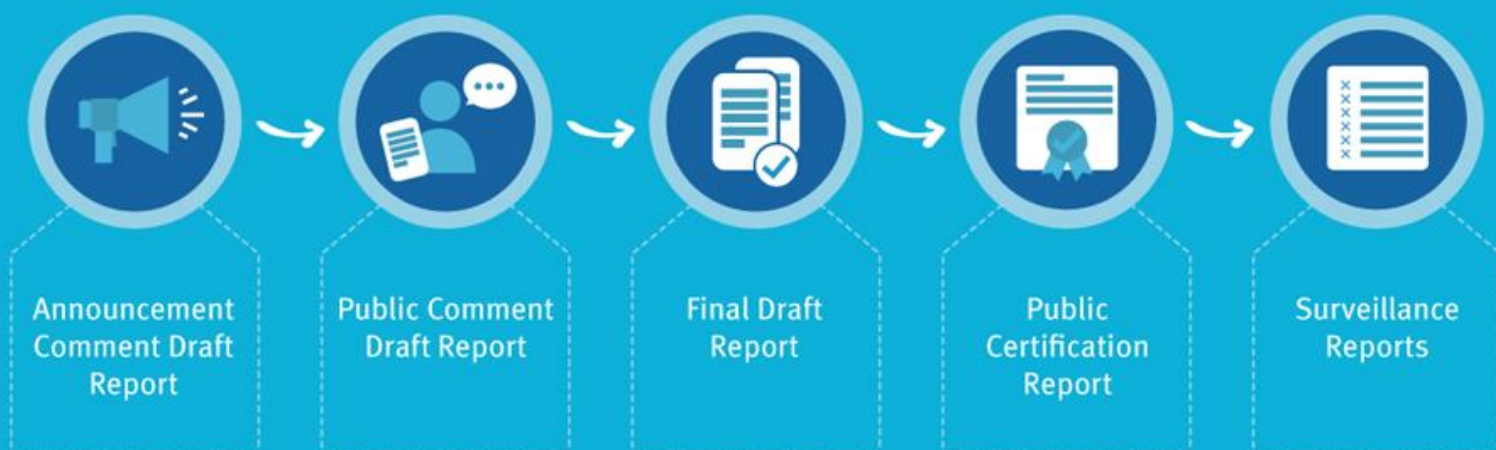 Announcement
Comment Draft
Report
Public Comment
Draft Report
Final Draft
Report
Public
Certification
Report
Surveillance
Reports